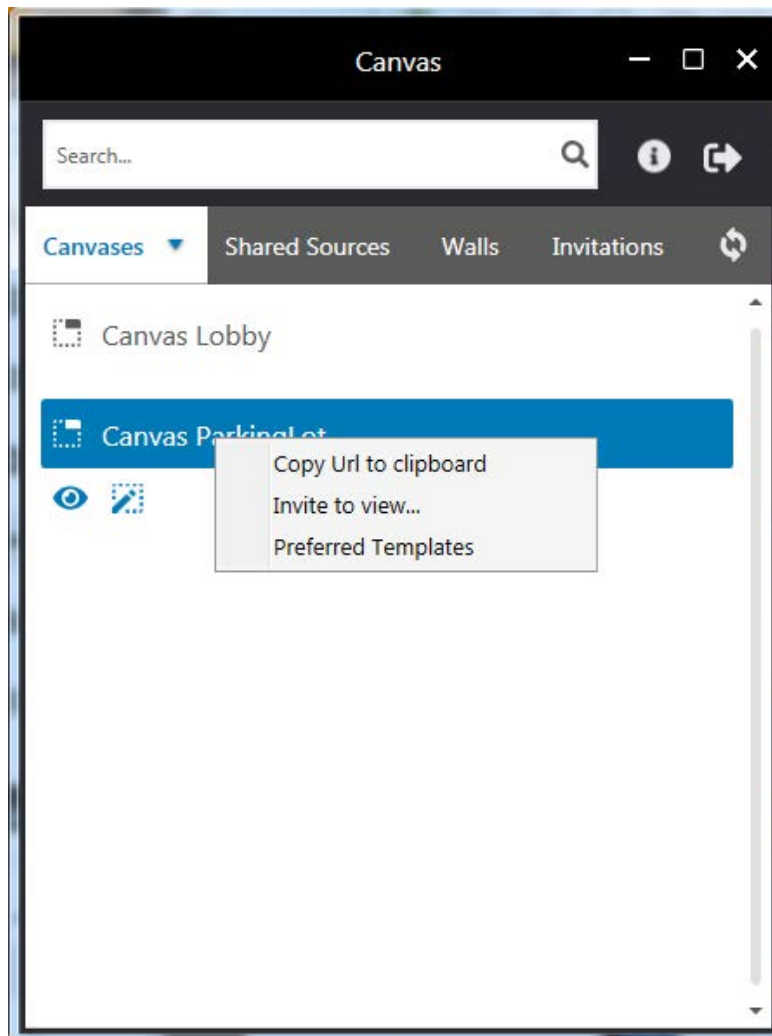 Canvas
Search...
Canvases Shared Sources Walls Invitations
Canvas Lobby
Canvas ParkingLot
Copy Url to clipboard
Invite to view...
Preferred Templates